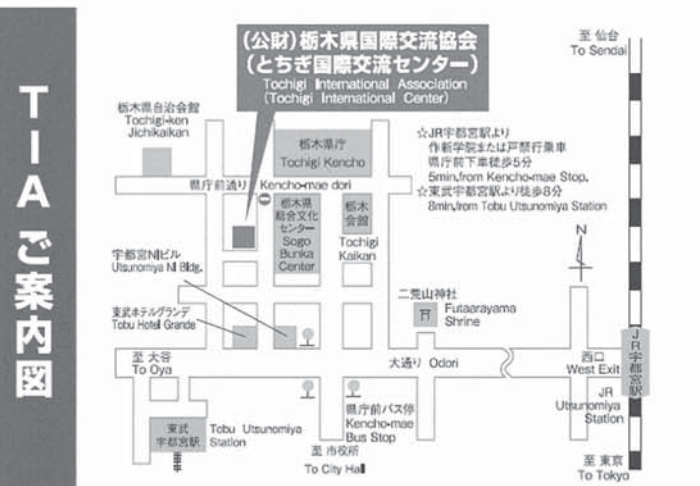 TIAご案内図
(公財)栃木県国際交流協会
(とちぎ国際交流センター)
Tochigi International Association
(Tochigi International Center)
至 仙台
To Sendai
栃木県自治会館
Tochigi-ken
Jichikaikan
栃木県庁
Tochigi Kencho
☆JR宇都宮駅より
作新学院または戸祭行乗車
県庁前下車徒歩5分
5min.from Kencho-mae Stop.
☆東武宇都宮駅より徒歩8分
8min.from Tobu Utsunomiya Station
県庁前通り Kencho-mae dori
栃木県
総合文化
センター
Sogo
Bunka
Center
栃木
会館
Tochigi
Kaikan
N
宇都宮NIビル
Utsunomiya NI Bldg.
東武ホテルグランデ
Tobu Hotel Grande
二荒山神社
Futaarayama
Shrine
至 大谷
To Oya
大通り Odori
西口
West Exit
JR宇都宮駅
JR
Utsunomiya
Station
東武
宇都宮駅
Tobu Utsunomiya
Station
県庁前バス停
Kencho-mae
Bus Stop
至 市役所
To City Hall
至 東京
To Tokyo